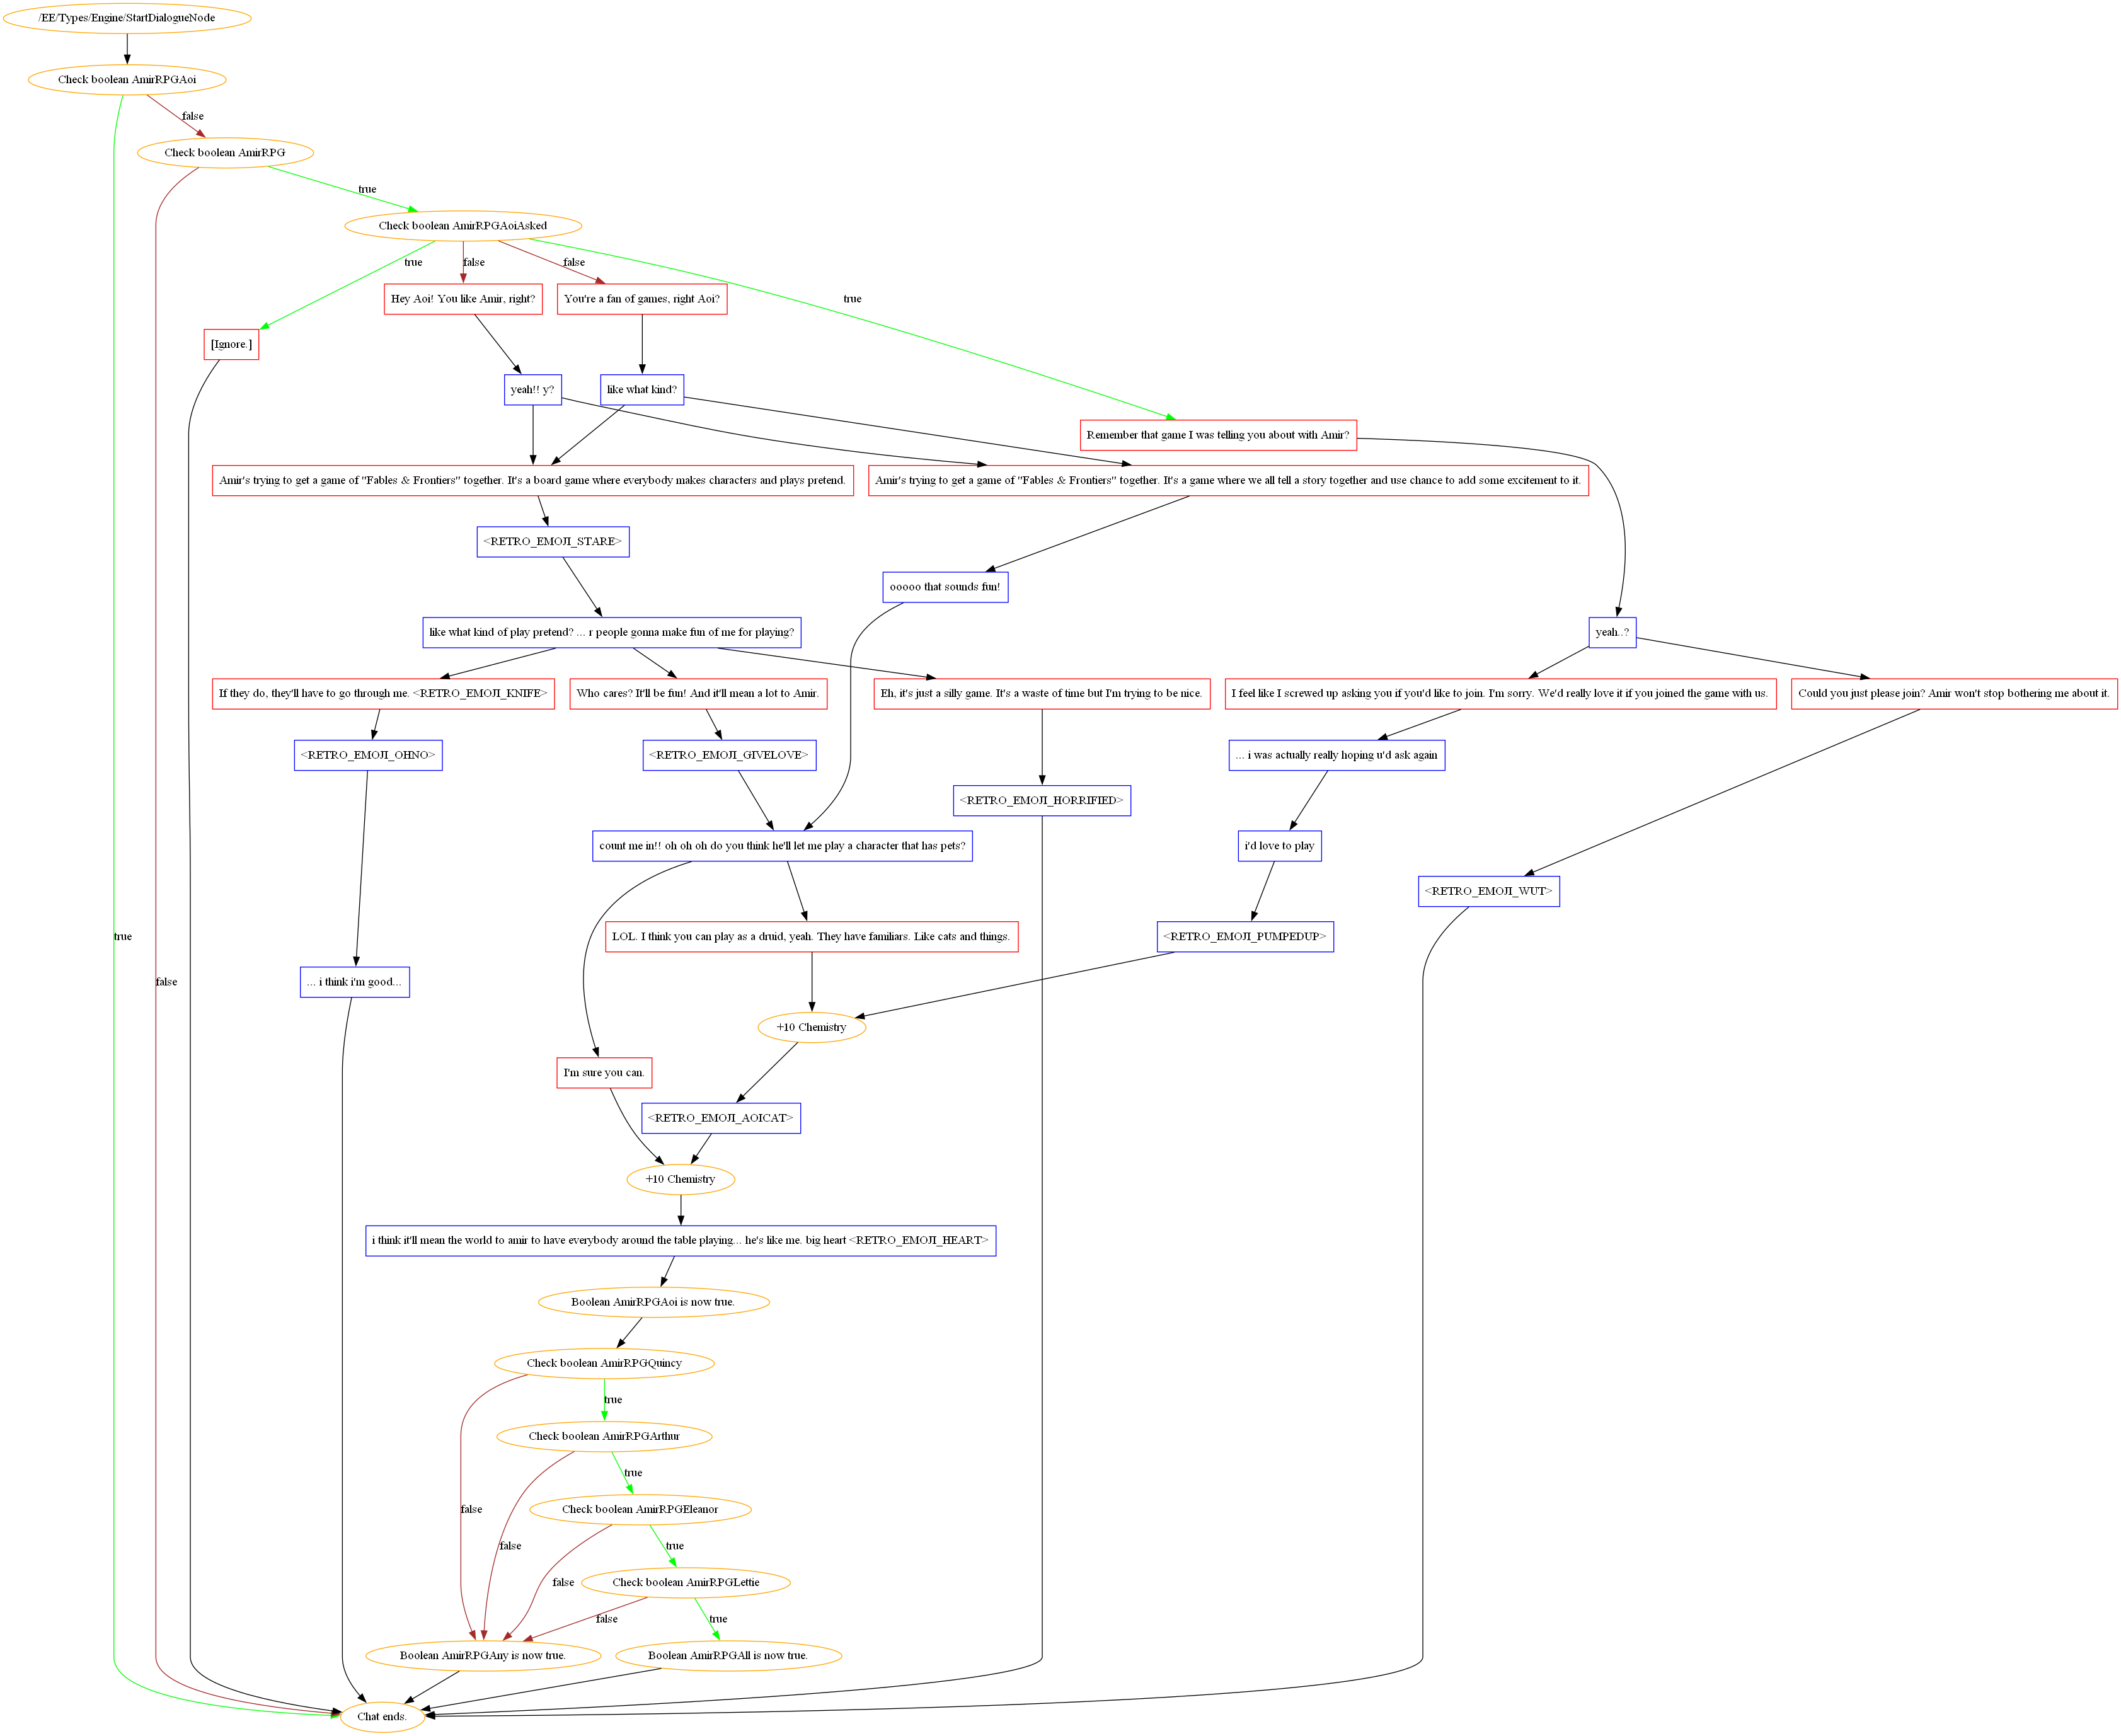 /EE/Types/Engine/StartDialogueNode
Check boolean AmirRPGAoi
false
Check boolean AmirRPG
true
Check boolean AmirRPGAoiAsked
true
false
false
true
Hey Aoi! You like Amir, right?
You're a fan of games, right Aoi?
[Ignore.]
yeah!! y?
like what kind?
Remember that game I was telling you about with Amir?
Amir's trying to get a game of "Fables & Frontiers" together. It's a board game where everybody makes characters and plays pretend.
Amir's trying to get a game of "Fables & Frontiers" together. It's a game where we all tell a story together and use chance to add some excitement to it.
<RETRO_EMOJI_STARE>
ooooo that sounds fun!
like what kind of play pretend? ... r people gonna make fun of me for playing?
yeah..?
If they do, they'll have to go through me. <RETRO_EMOJI_KNIFE>
Who cares? It'll be fun! And it'll mean a lot to Amir.
Eh, it's just a silly game. It's a waste of time but I'm trying to be nice.
I feel like I screwed up asking you if you'd like to join. I'm sorry. We'd really love it if you joined the game with us.
Could you just please join? Amir won't stop bothering me about it.
<RETRO_EMOJI_OHNO>
<RETRO_EMOJI_GIVELOVE>
... i was actually really hoping u'd ask again
<RETRO_EMOJI_HORRIFIED>
count me in!! oh oh oh do you think he'll let me play a character that has pets?
i'd love to play
<RETRO_EMOJI_WUT>
true
LOL. I think you can play as a druid, yeah. They have familiars. Like cats and things.
<RETRO_EMOJI_PUMPEDUP>
false
... i think i'm good...
+10 Chemistry
I'm sure you can.
<RETRO_EMOJI_AOICAT>
+10 Chemistry
i think it'll mean the world to amir to have everybody around the table playing... he's like me. big heart <RETRO_EMOJI_HEART>
Boolean AmirRPGAoi is now true.
Check boolean AmirRPGQuincy
true
Check boolean AmirRPGArthur
true
false
Check boolean AmirRPGEleanor
false
true
false
Check boolean AmirRPGLettie
false
true
Boolean AmirRPGAny is now true.
Boolean AmirRPGAll is now true.
Chat ends.